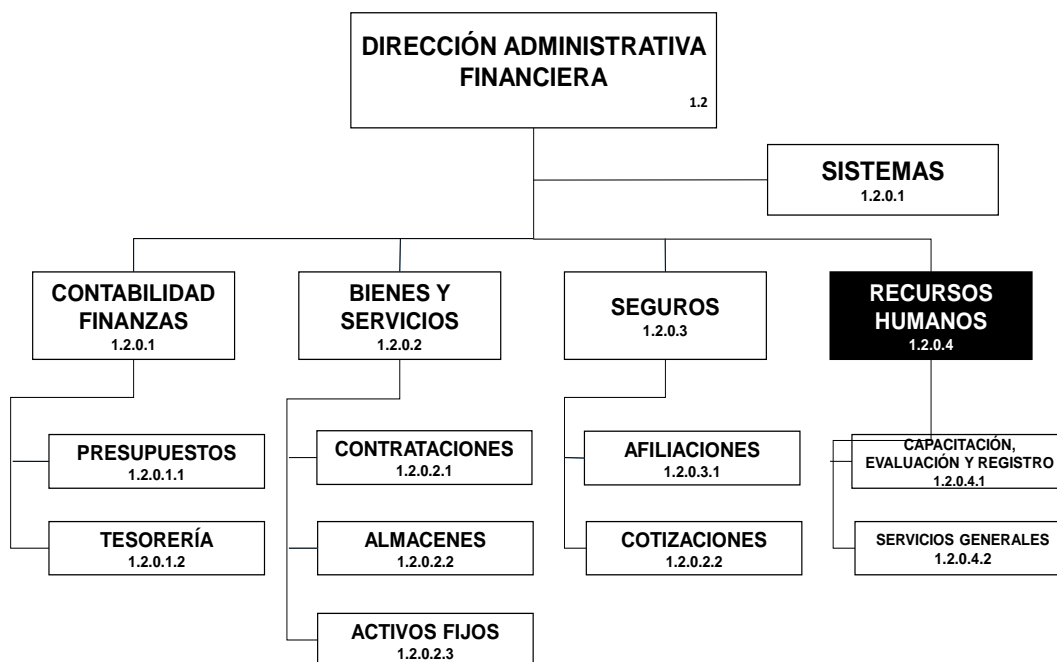 DIRECCIÓN ADMINISTRATIVA
FINANCIERA
1.2
SISTEMAS
1.2.0.1
CONTABILIDAD
FINANZAS
1.2.0.1
BIENES Y
SERVICIOS
1.2.0.2
SEGUROS
1.2.0.3
RECURSOS
HUMANOS
1.2.0.4
PRESUPUESTOS
1.2.0.1.1
CONTRATACIONES
1.2.0.2.1
AFILIACIONES
1.2.0.3.1
CAPACITACIÓN,
EVALUACIÓN Y REGISTRO
1.2.0.4.1
TESORERÍA
1.2.0.1.2
ALMACENES
1.2.0.2.2
COTIZACIONES
1.2.0.2.2
SERVICIOS GENERALES
1.2.0.4.2
ACTIVOS FIJOS
1.2.0.2.3